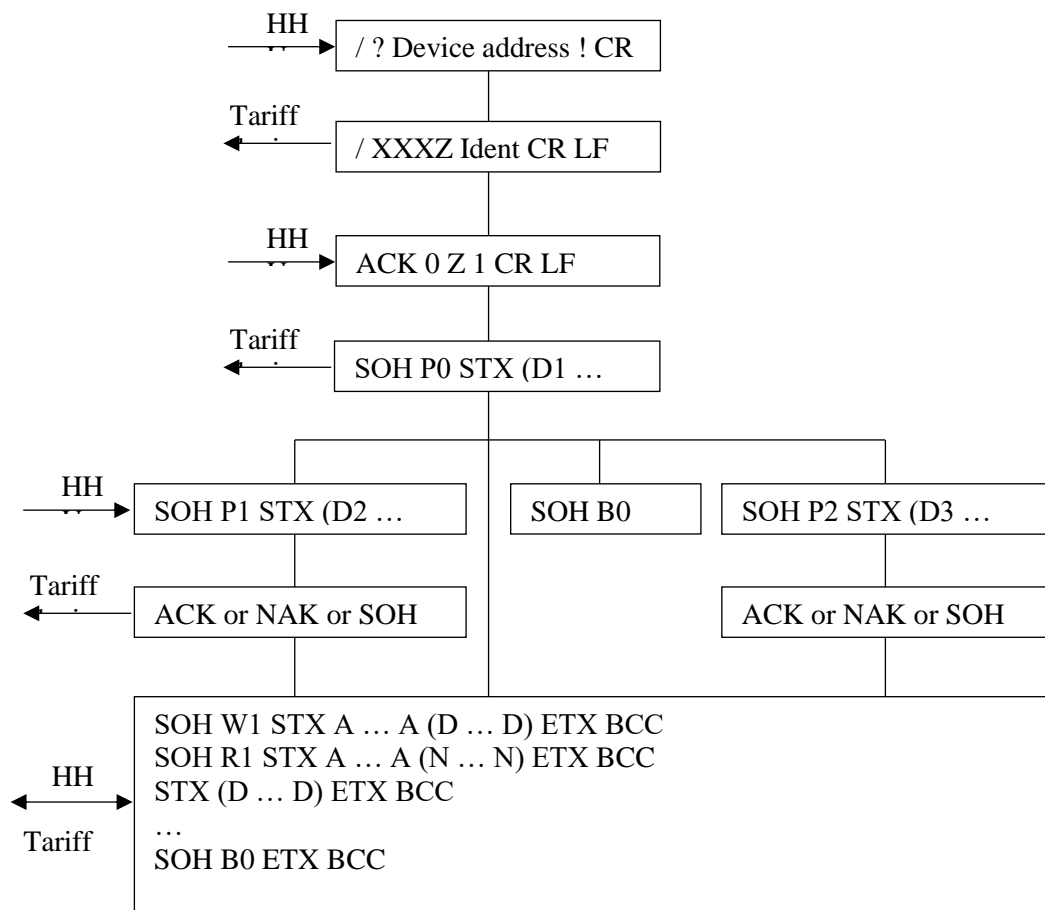 HH
/ ? Device address ! CR
Tariff
/ XXXZ Ident CR LF
HH
ACK 0 Z 1 CR LF
Tariff
SOH P0 STX (D1 …
HH
SOH P1 STX (D2 …
SOH B0
SOH P2 STX (D3 …
Tariff
ACK or NAK or SOH
ACK or NAK or SOH
SOH W1 STX A … A (D … D) ETX BCC
SOH R1 STX A … A (N … N) ETX BCC
HH
STX (D … D) ETX BCC
…
Tariff
SOH B0 ETX BCC